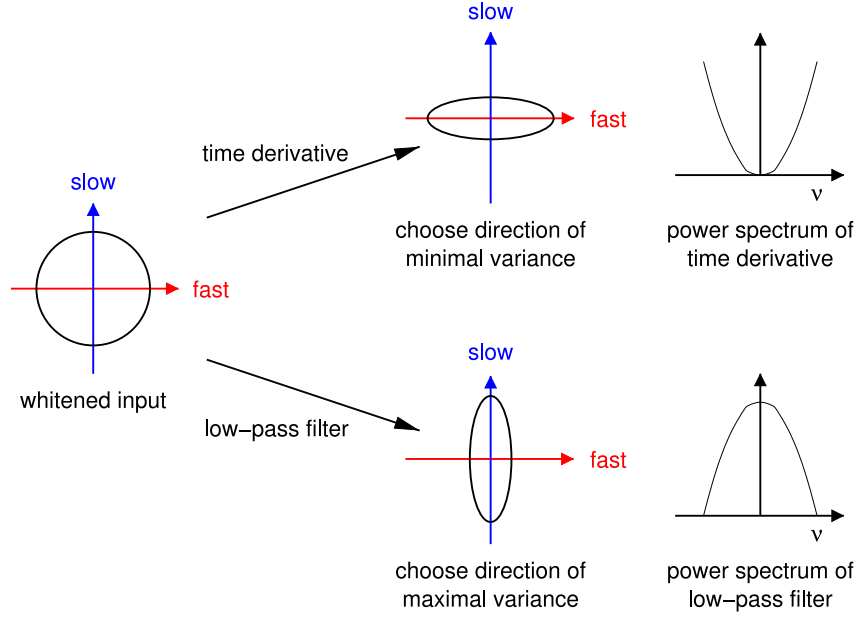 slow
fast
whitened input
time derivative
low−pass filter
slow
fast
choose direction of
minimal variance
ν
power spectrum of
time derivative
slow
fast
choose direction of
maximal variance
ν
power spectrum of
low−pass filter